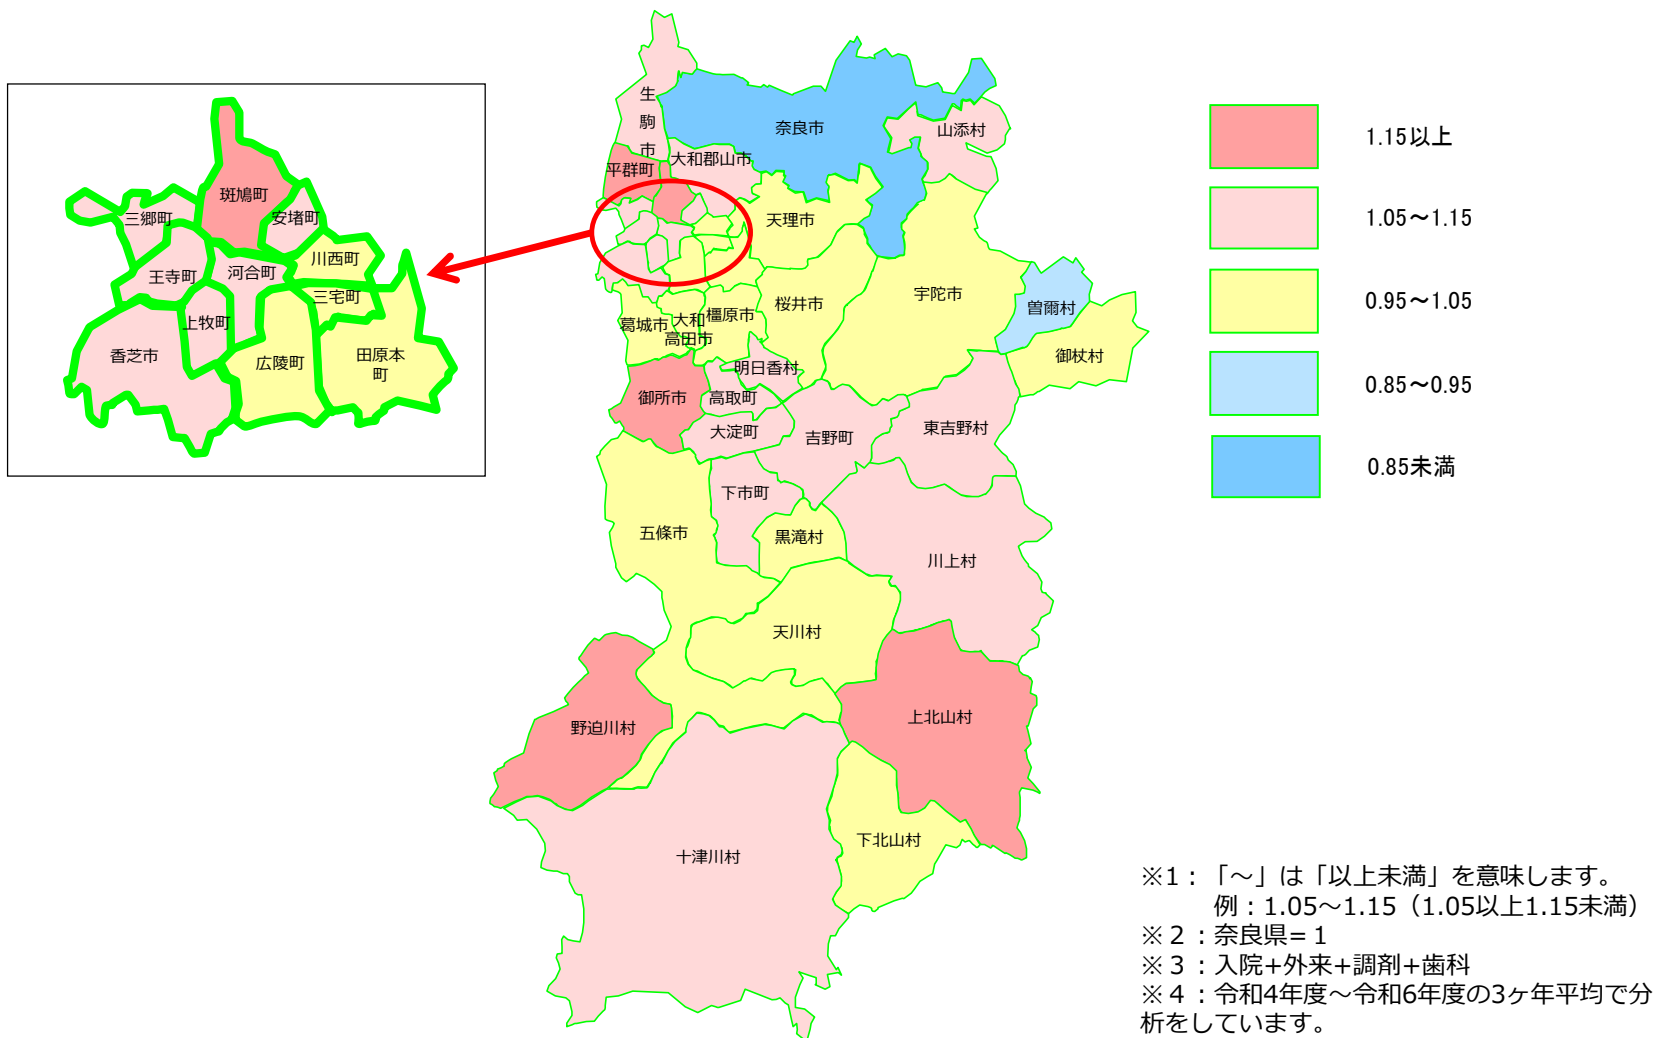 斑鳩町
三郷町
安堵町
川西町
王寺町
河合町
三宅町
上牧町
香芝市
広陵町
田原本
町
生
駒
市
奈良市
山添村
平群町
大和郡山市
天理市
宇陀市
曽爾村
御杖村
桜井市
橿原市
葛城市
大和
高田市
明日香村
御所市
高取町
大淀町
吉野町
東吉野村
下市町
五條市
黒滝村
川上村
天川村
野迫川村
上北山村
十津川村
下北山村
1.15以上
1.05～1.15
0.95～1.05
0.85～0.95
0.85未満
※1：「～」は「以上未満」を意味します。
例：1.05～1.15（1.05以上1.15未満）
※２：奈良県=１
※３：入院+外来+調剤+歯科
※４：令和4年度～令和6年度の3ヶ年平均で分
析をしています。